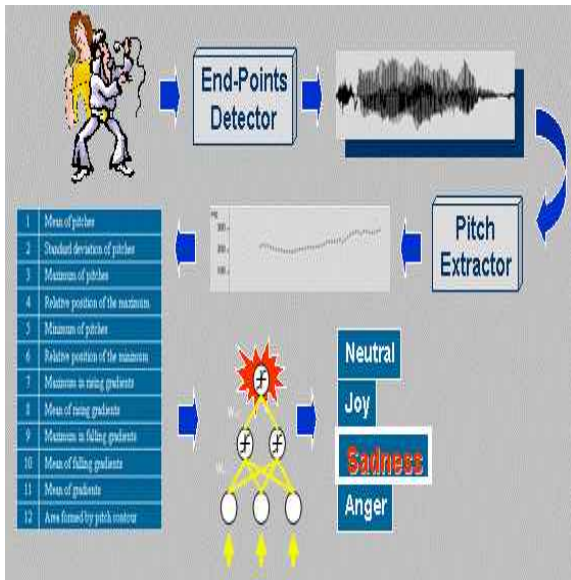 End-Points
Detector
Pitch
Extractor
300
200
100
1 Mean of pitches
2 Standard deviation of pitches
3 Maximum of pitches
4 Relative position of the maximum
5 Minimum of pitches
6 Relative position of the minimum
7 Maximum in rising gradients
8 Mean of rising gradients
9 Maximum in falling gradients
10 Mean of falling gradients
11 Mean of gradients
12 Area formed by pitch contour
Neutral
Joy
Sadness
Anger